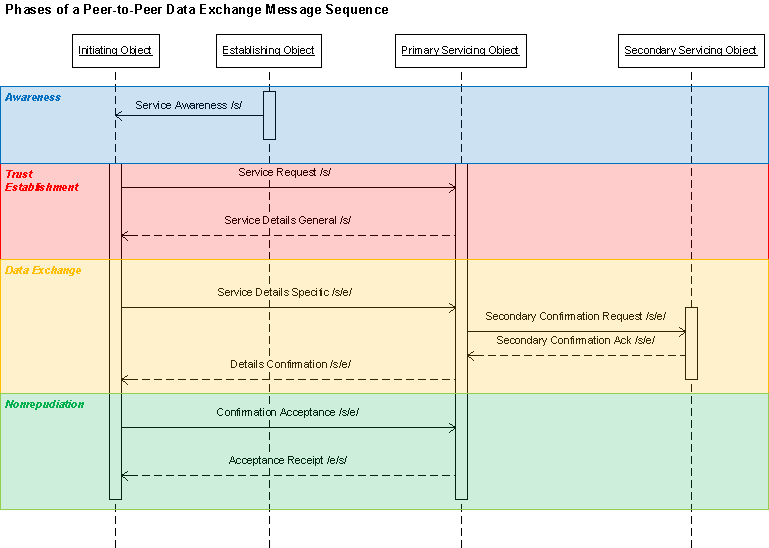 Phases of a Peer-to-Peer Data Exchange Message Sequence
Initiating Object
Establishing Object
Primary Servicing Object
Secondary Servicing Object
Awareness
Service Awareness /s/
Trust
Establishment
Service Request /s/
Service Details General /s/
Data Exchange
Service Details Specific /s/e/
Secondary Confirmation Request /s/e/
Secondary Confirmation Ack /s/e/
Details Confirmation /s/e/
Nonrepudiation
Confirmation Acceptance /s/e/
Acceptance Receipt /e/s/